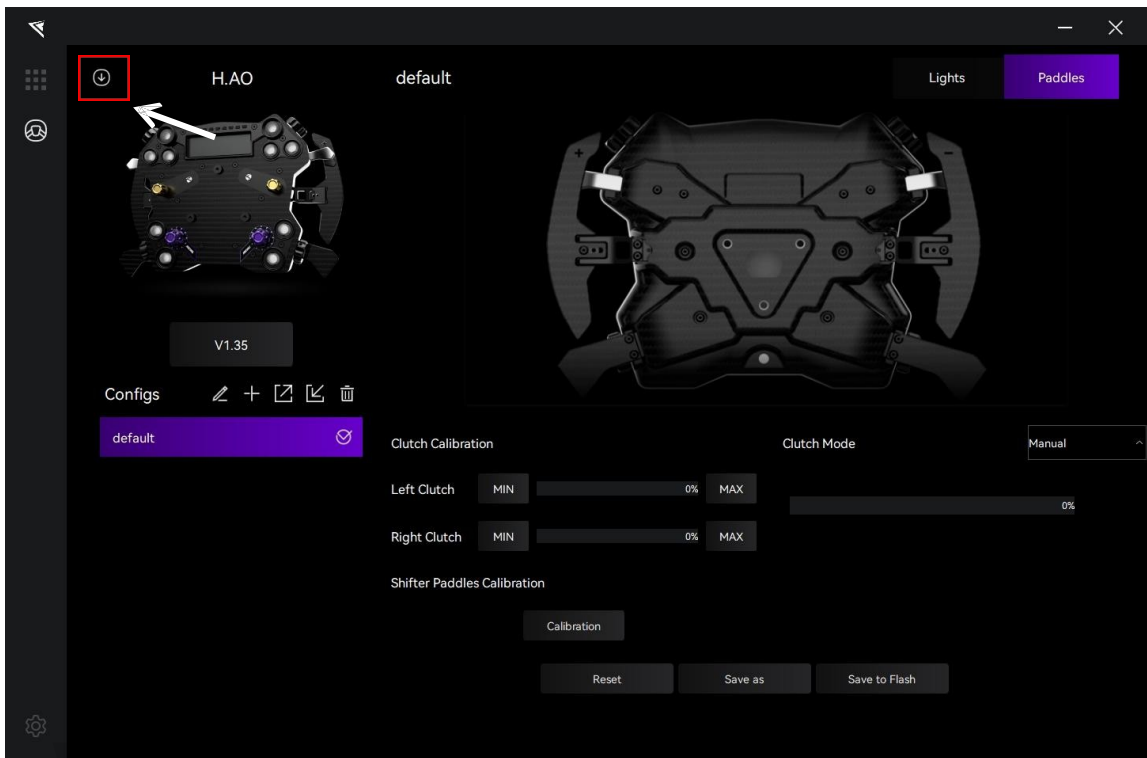 H.AO
default
Lights
Paddles
V1.35
Configs
default
Clutch Calibration
Clutch Mode
Manual
Left Clutch
MIN
0%
MAX
0%
Right Clutch
MIN
0%
MAX
Shifter Paddles Calibration
Calibration
Reset
Save as
Save to Flash